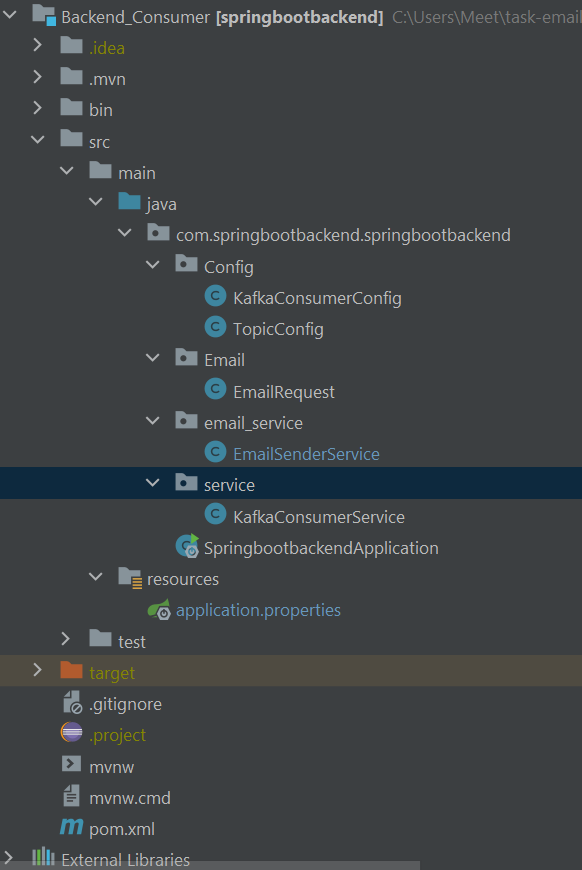 Backend_Consumer [springbootbackend] C:\Users\Meet\task-email
.idea
.mvn
bin
src
main
java
com.springbootbackend.springbootbackend
Config
KafkaConsumerConfig
TopicConfig
Email
EmailRequest
email_service
EmailSenderService
service
KafkaConsumerService
SpringbootbackendApplication
resources
application.properties
test
target
.gitignore
.project
mvnw
mvnw.cmd
pom.xml
External Libraries